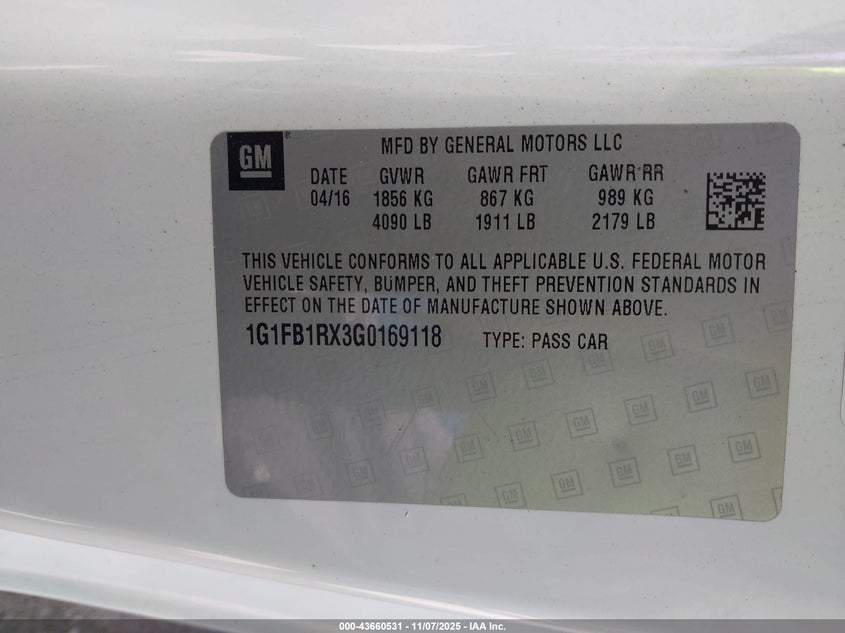 GM
MFD BY GENERAL MOTORS LLC
DATE GVWR GAWR FRT GAWR RR
04/16 1856 KG 867 KG 989 KG
4090 LB 1911 LB 2179 LB
THIS VEHICLE CONFORMS TO ALL APPLICABLE U.S. FEDERAL MOTOR
VEHICLE SAFETY, BUMPER, AND THEFT PREVENTION STANDARDS IN
EFFECT ON THE DATE OF MANUFACTURE SHOWN ABOVE.
1G1FB1RX3G0169118 TYPE: PASS CAR
000-43660531 - 11/07/2025 - IAA Inc.